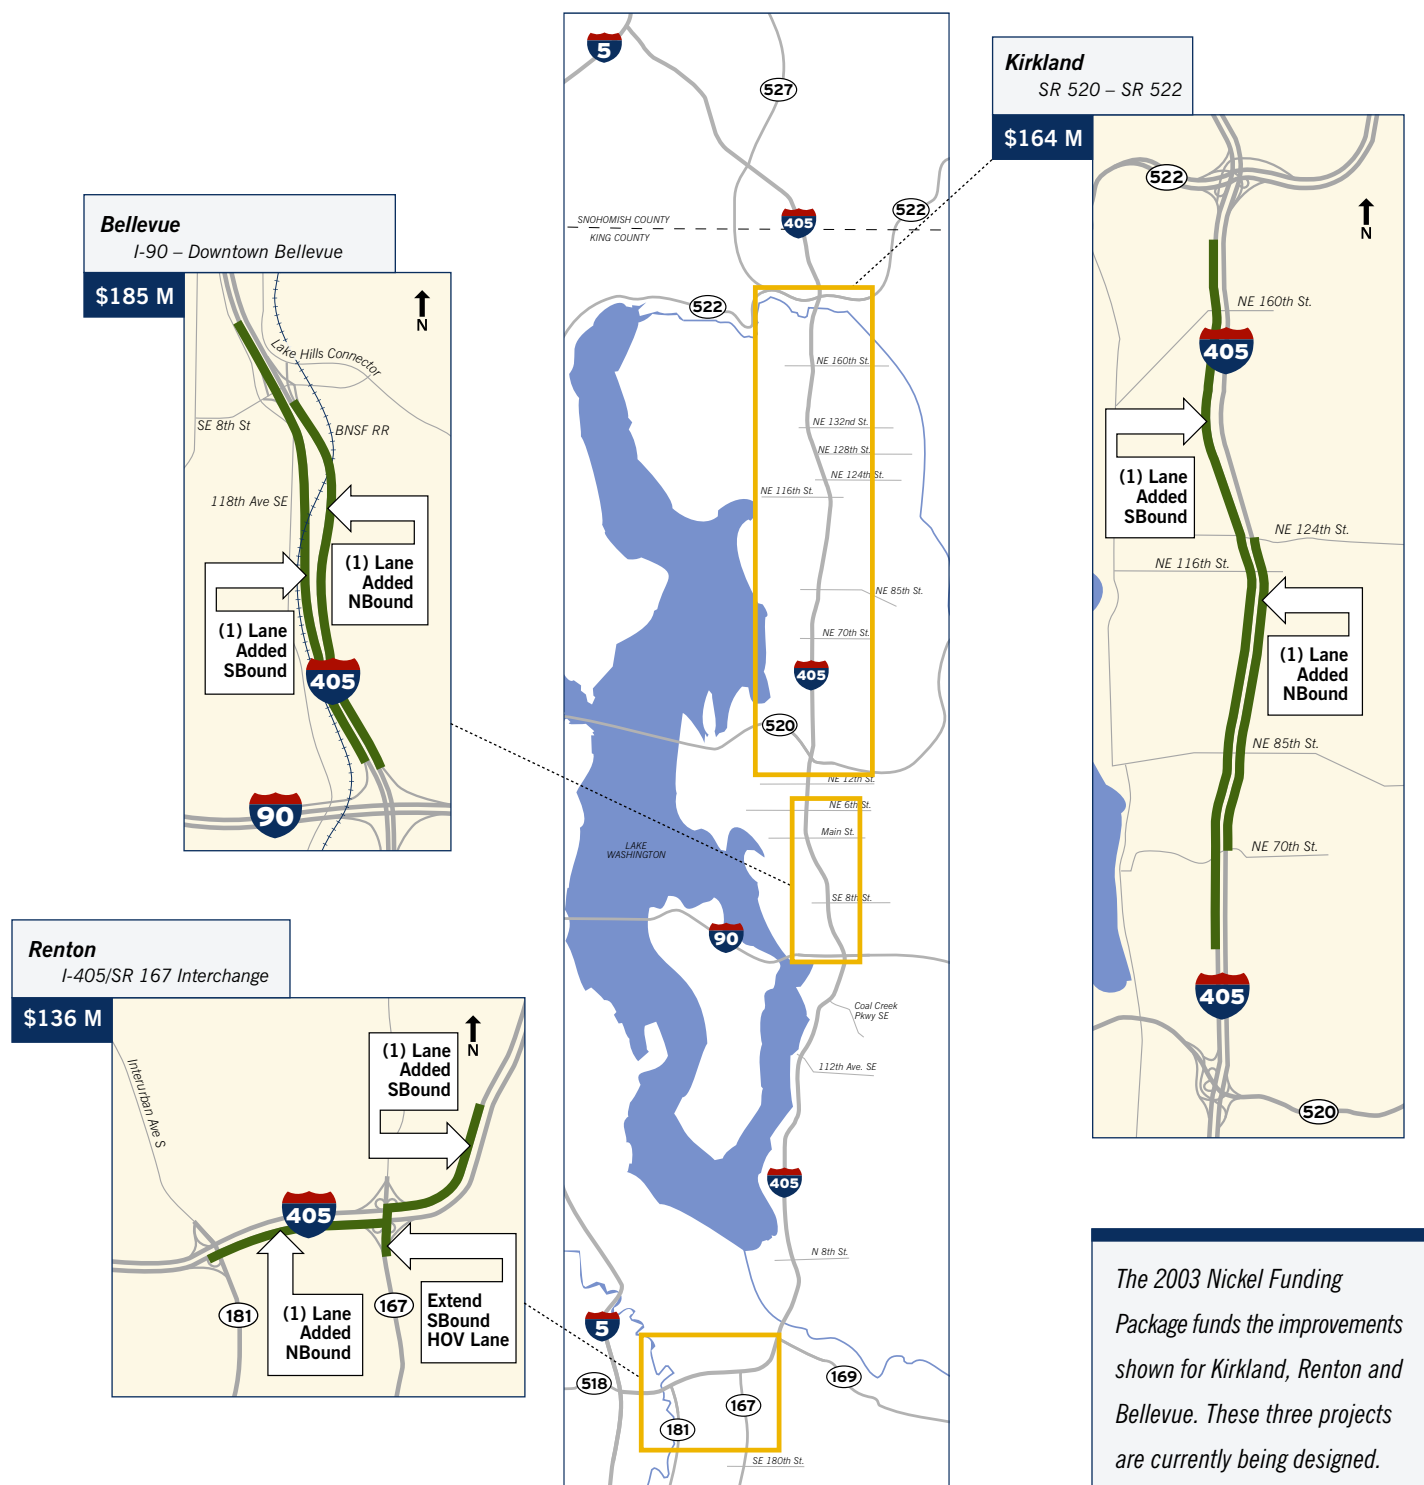 Bellevue
I-90 – Downtown Bellevue
$185 M
N
Lake Hills Connector
SE 8th St
BNSF RR
118th Ave SE
(1) Lane
Added
NBound
(1) Lane
Added
SBound
405
90
Renton
I-405/SR 167 Interchange
$136 M
N
Interurban Ave S
(1) Lane
Added
SBound
405
181
167
(1) Lane
Added
NBound
Extend
SBound
HOV Lane
5
527
522
405
SNOHOMISH COUNTY
KING COUNTY
522
NE 160th St.
NE 132nd St.
NE 128th St.
NE 124th St.
NE 116th St.
NE 85th St.
NE 70th St.
405
520
NE 12th St.
NE 6th St.
Main St.
LAKE
WASHINGTON
SE 8th St.
90
Coal Creek
Pkwy SE
112th Ave. SE
405
N 8th St.
5
518
169
167
181
SE 180th St.
Kirkland
SR 520 – SR 522
$164 M
522
N
NE 160th St.
405
(1) Lane
Added
SBound
NE 124th St.
NE 116th St.
(1) Lane
Added
NBound
NE 85th St.
NE 70th St.
405
520
The 2003 Nickel Funding
Package funds the improvements
shown for Kirkland, Renton and
Bellevue. These three projects
are currently being designed.